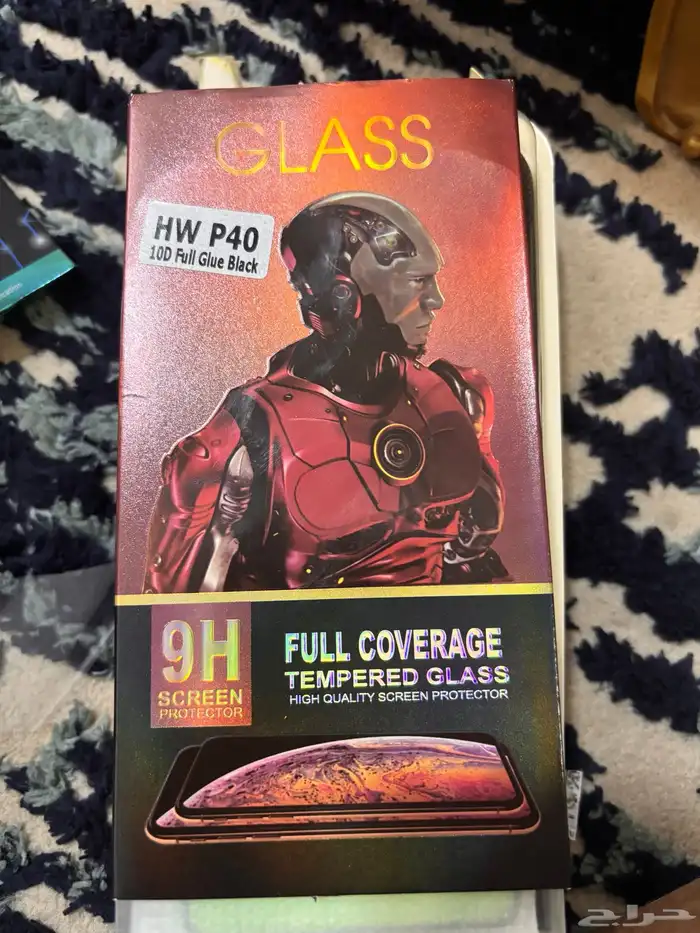 GLASS
HW P40
10D Full Glue Black
9H
SCREEN
PROTECTOR
FULL COVERAGE
TEMPERED GLASS
HIGH QUALITY SCREEN PROTECTOR
حراج